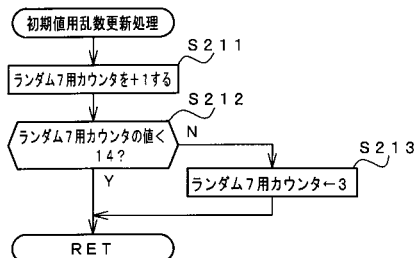 初期値用乱数更新処理
S211
ランダム7用カウンタを+1する
S212
ランダム7用カウンタの値<
14?
N
S213
Y
ランダム7用カウンタ←3
RET